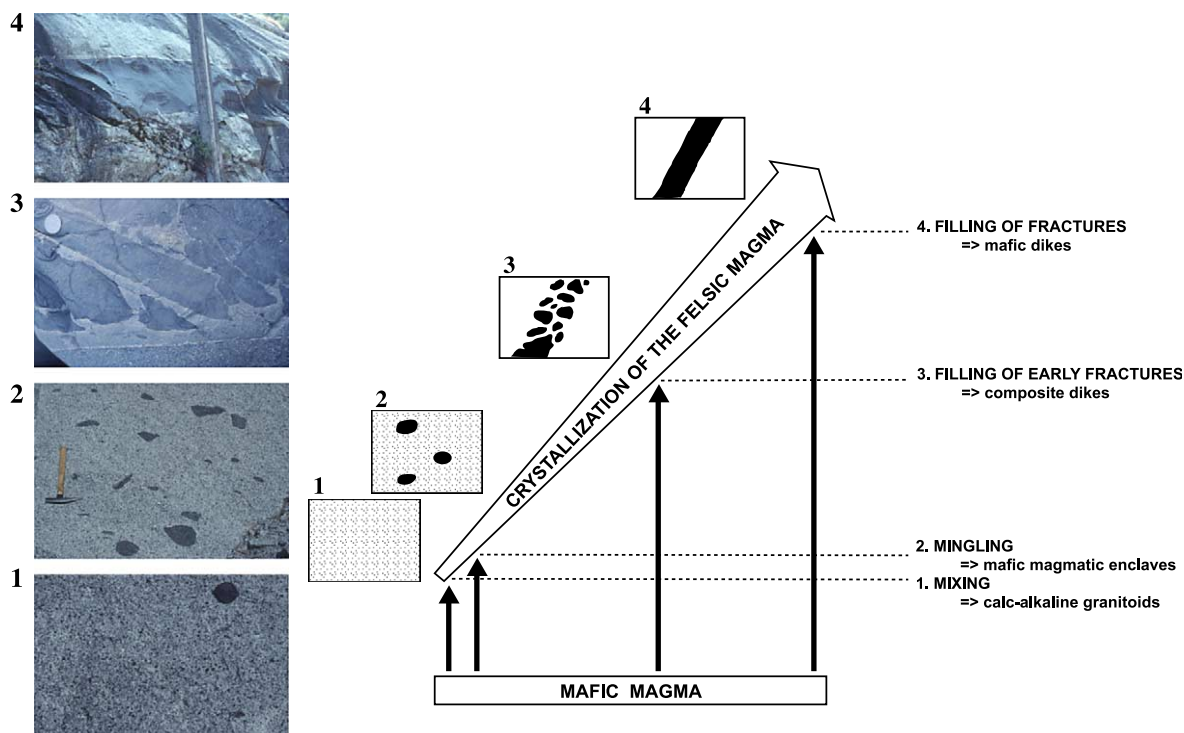 4
3
2
1
4
3
2
1
CRYSTALLIZATION OF THE FELSIC MAGMA
4. FILLING OF FRACTURES
=> mafic dikes
3. FILLING OF EARLY FRACTURES
=> composite dikes
2. MINGLING
=> mafic magmatic enclaves
1. MIXING
=> calc-alkaline granitoids
MAFIC MAGMA